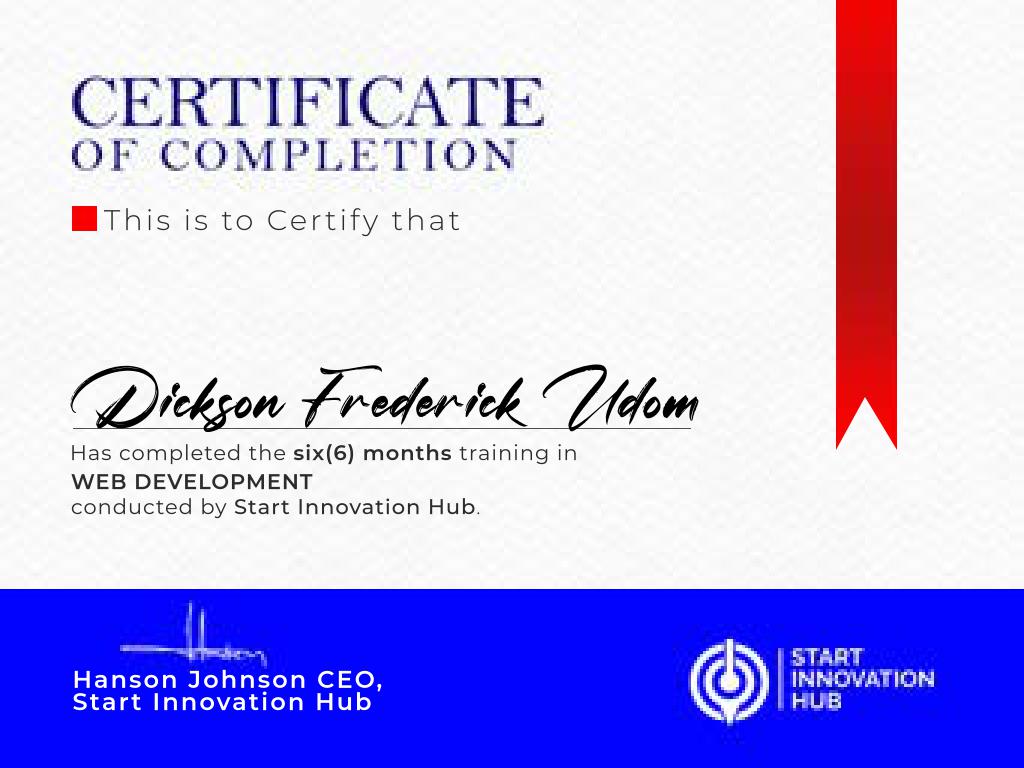 CERTIFICATE
OF COMPLETION
This is to Certify that
Dickson Frederick Udom
Has completed the six(6) months training in
WEB DEVELOPMENT
conducted by Start Innovation Hub.
Hanson Johnson CEO,
Start Innovation Hub
START
INNOVATION
HUB